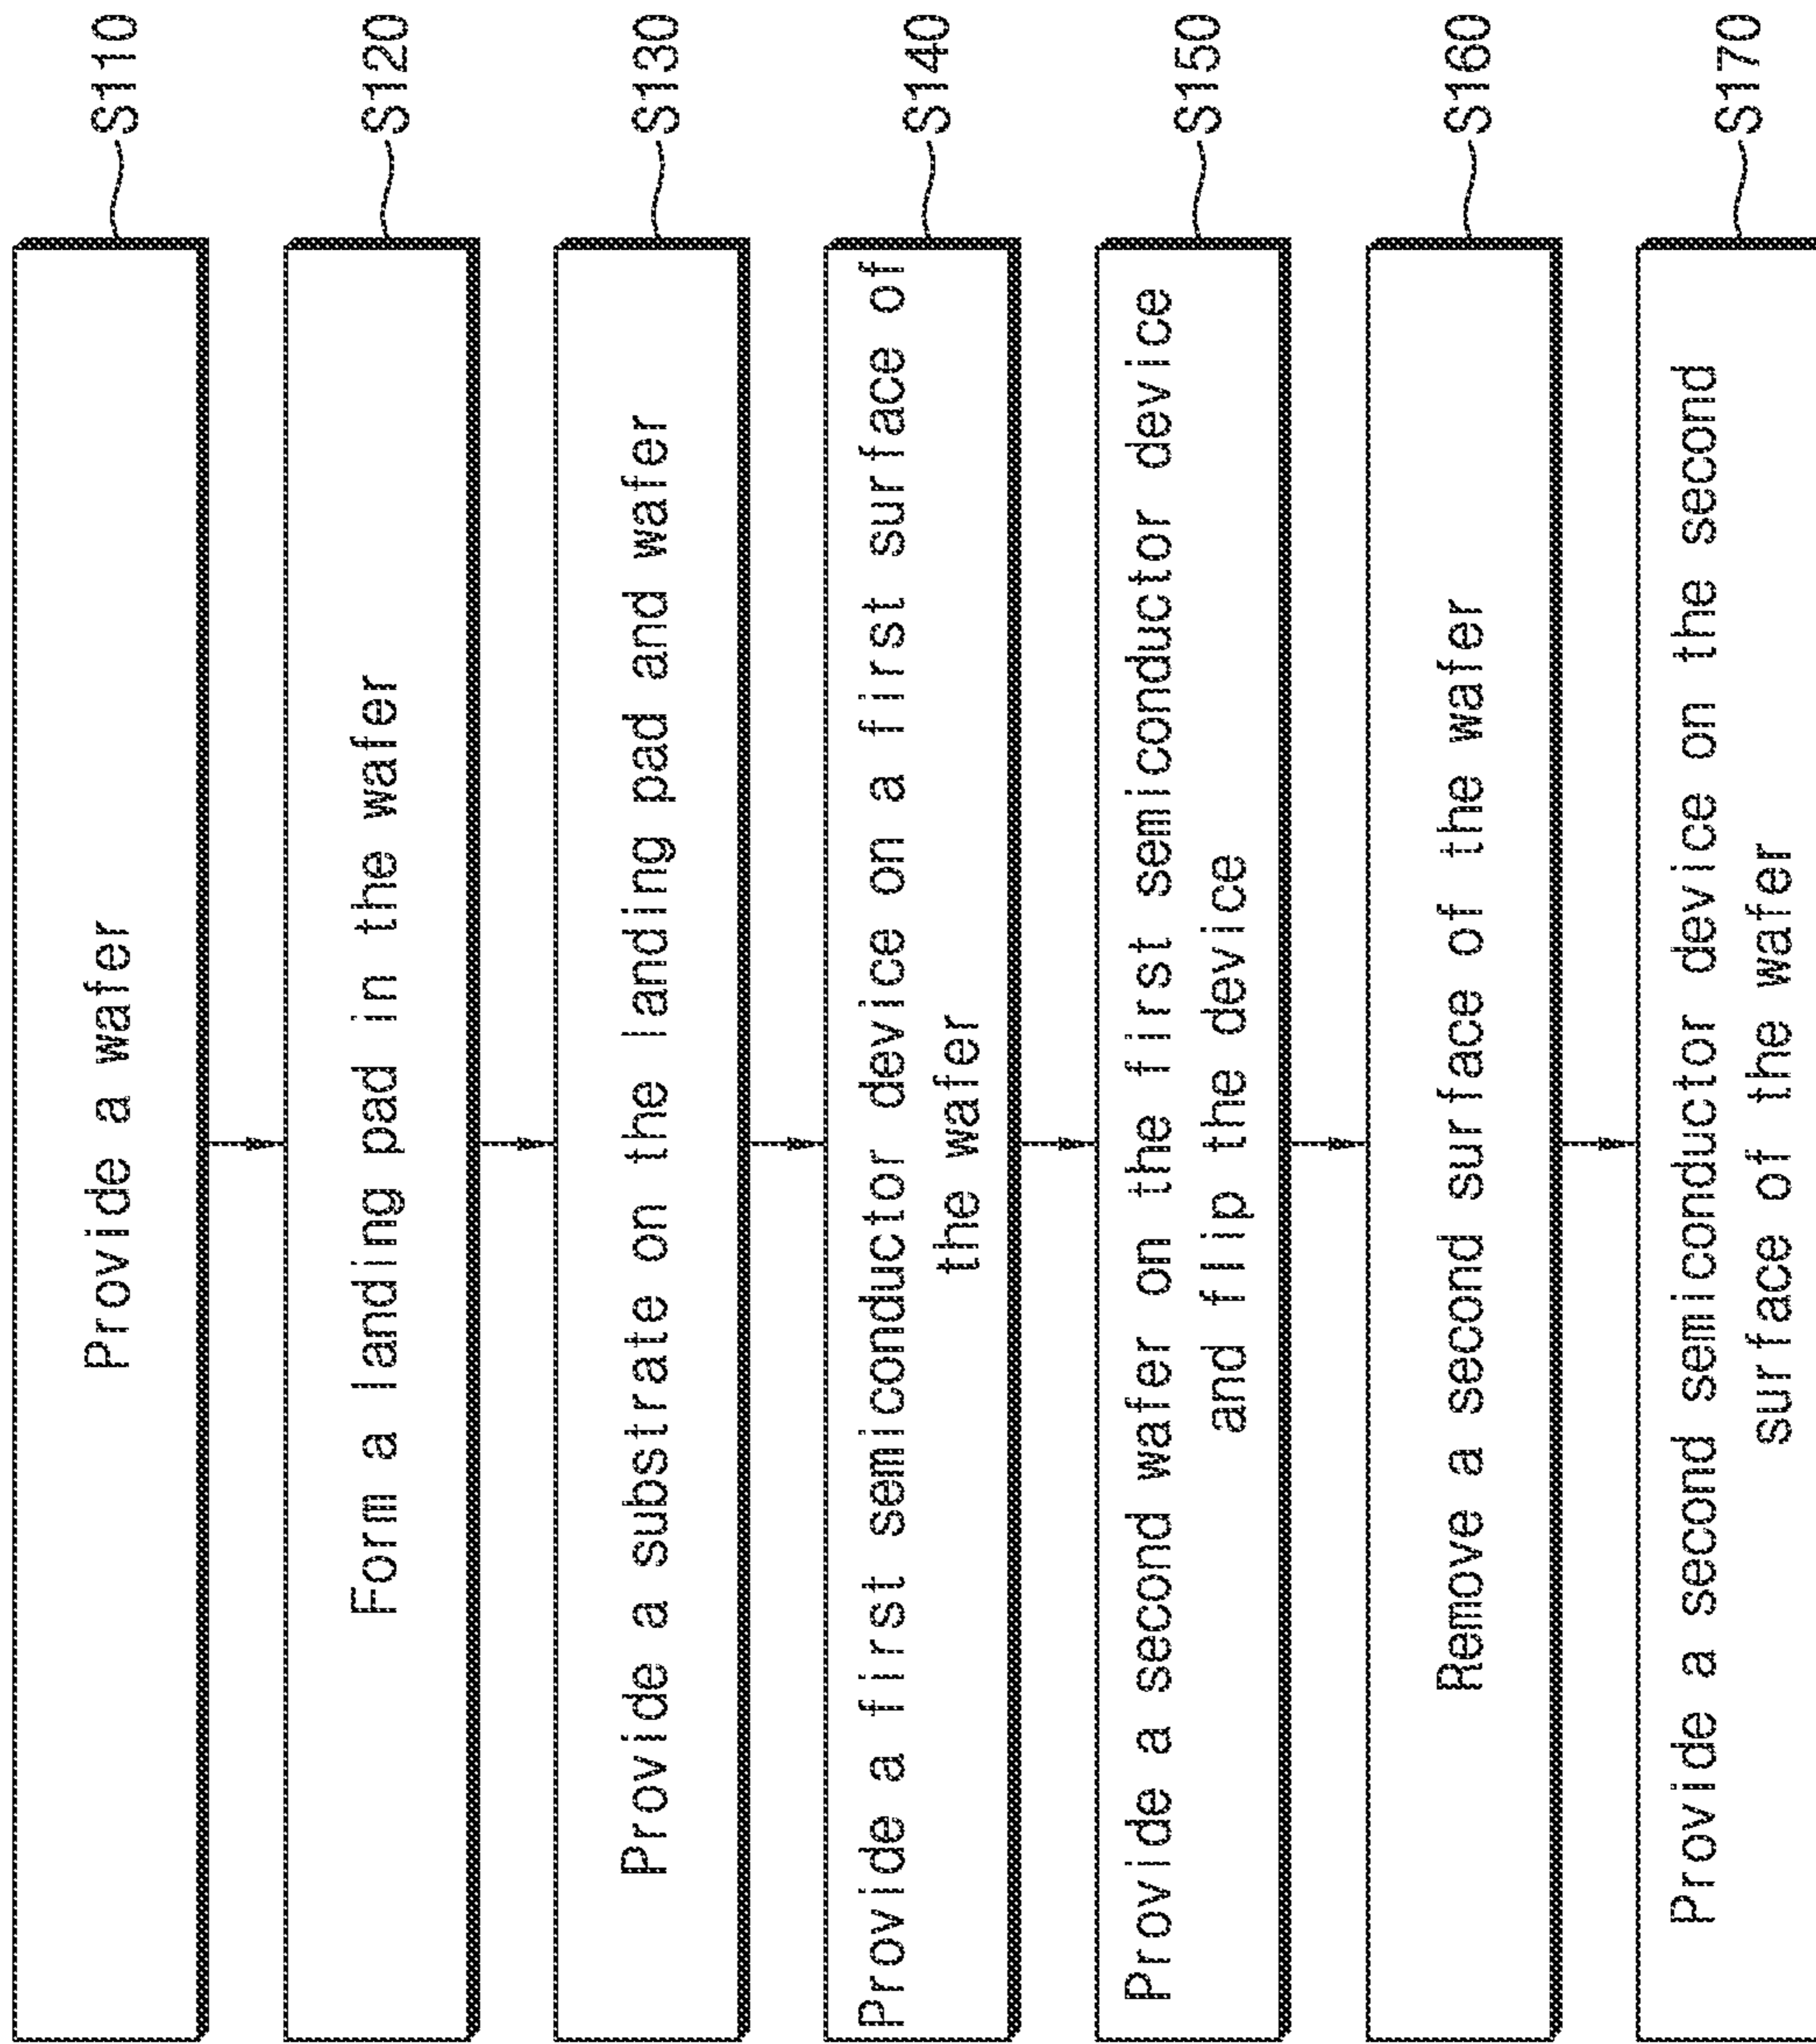 Provide a wafer
S110
Form a landing pad in the wafer
S120
Provide a substrate on the landing pad and wafer
S130
Provide a first semiconductor device on a first surface of
the wafer
S140
Provide a second wafer on the first semiconductor device
and flip the device
S150
Remove a second surface of the wafer
S160
Provide a second semiconductor device on the second
surface of the wafer
S170